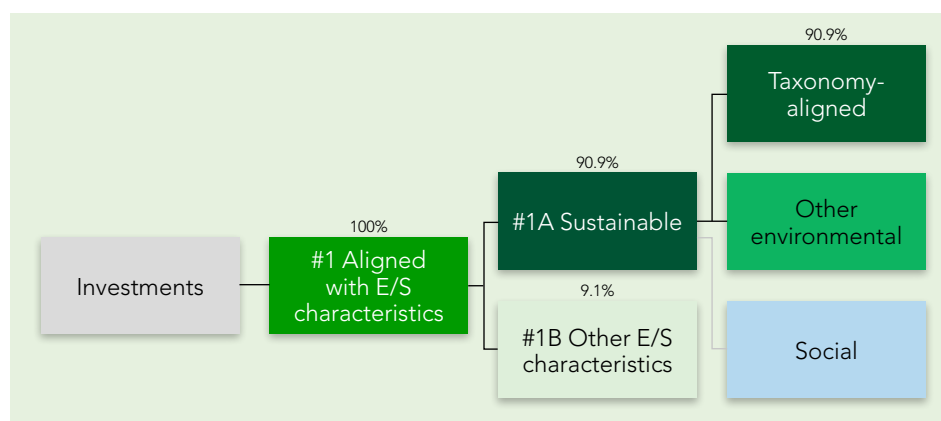 90.9%
Taxonomy-
aligned
90.9%
#1A Sustainable
Other
environmental
100%
#1 Aligned
with E/S
characteristics
Investments
9.1%
#1B Other E/S
characteristics
Social